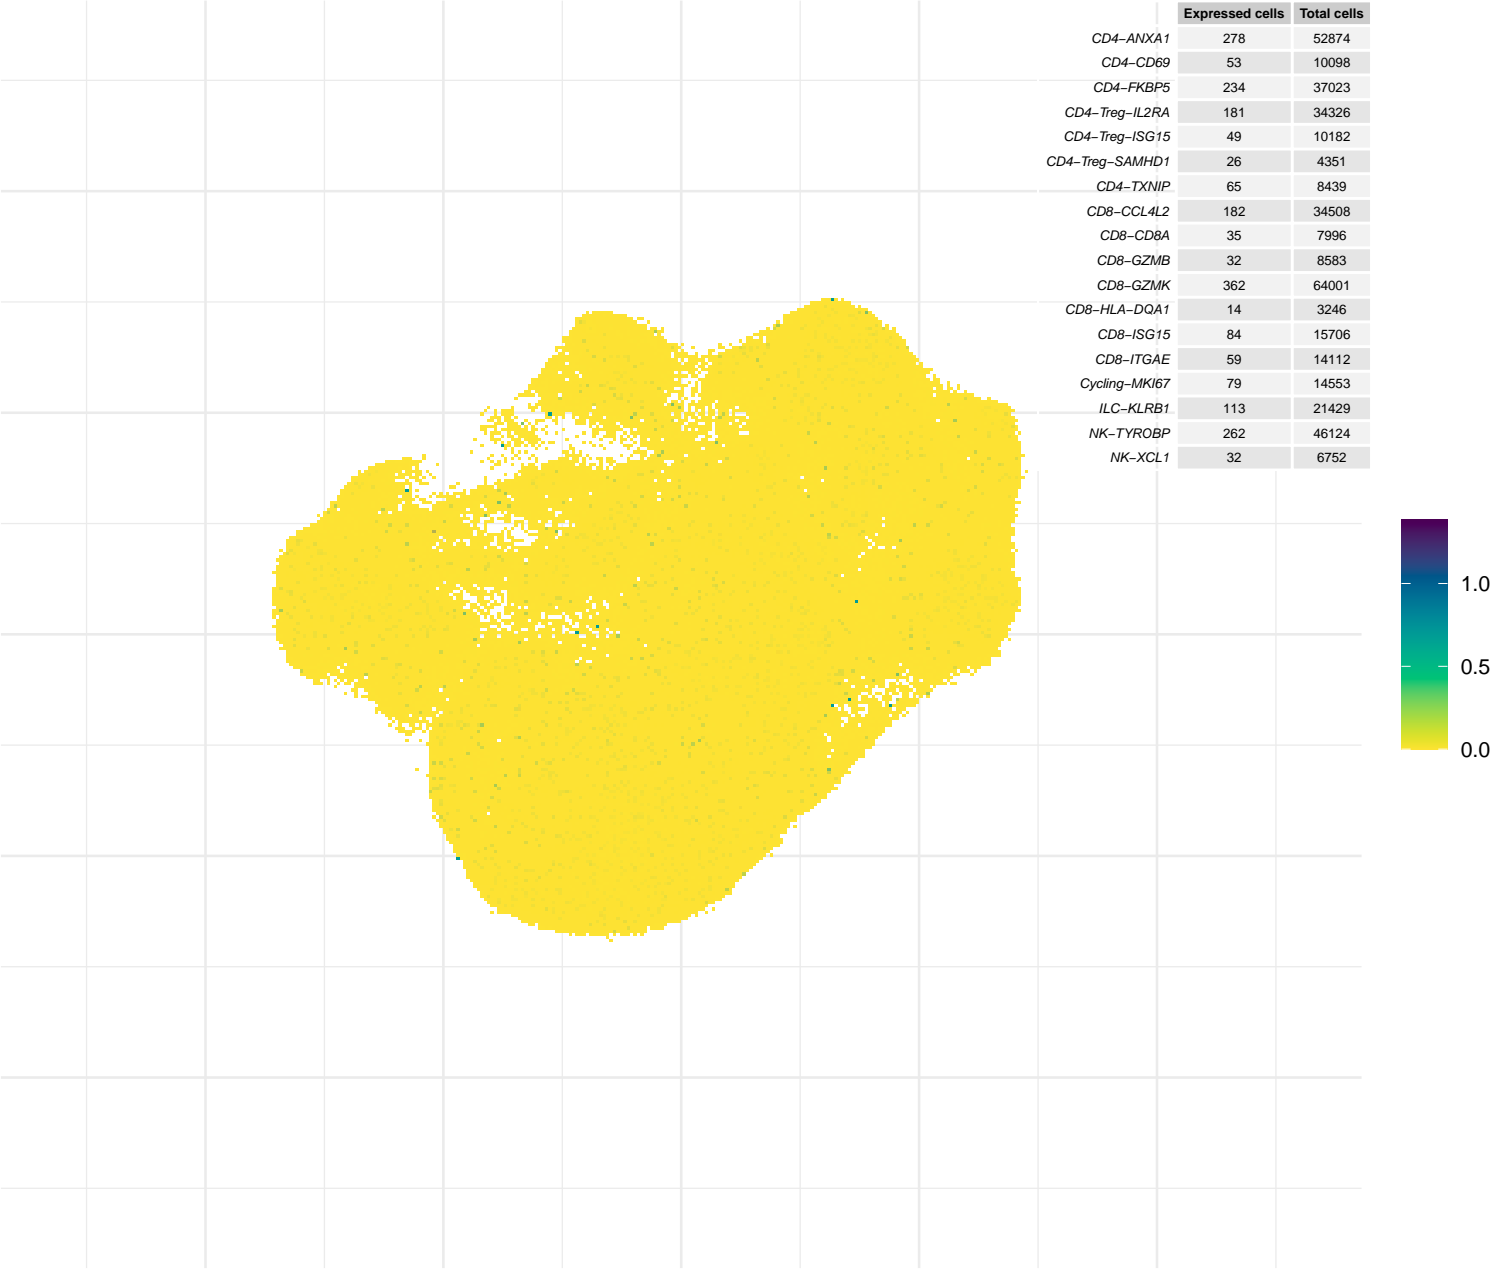 Expressed cells Total cells
CD4−ANXA1 278 52874
CD4−CD69 53 10098
CD4−FKBP5 234 37023
CD4−Treg−IL2RA 181 34326
CD4−Treg−ISG15 49 10182
CD4−Treg−SAMHD1 26 4351
CD4−TXNIP 65 8439
CD8−CCL4L2 182 34508
CD8−CD8A 35 7996
CD8−GZMB 32 8583
CD8−GZMK 362 64001
CD8−HLA−DQA1 14 3246
CD8−ISG15 84 15706
CD8−ITGAE 59 14112
Cycling−MKI67 79 14553
ILC−KLRB1 113 21429
NK−TYROBP 262 46124
NK−XCL1 32 6752
1.0
0.5
0.0